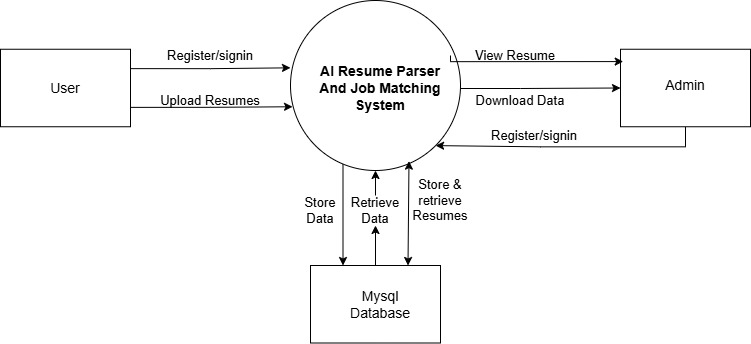 Register/signin
User
Upload Resumes
AI Resume Parser
And Job Matching
System
View Resume
Admin
Download Data
Register/signin
Store
Data
Retrieve
Data
Store &
retrieve
Resumes
Mysql
Database